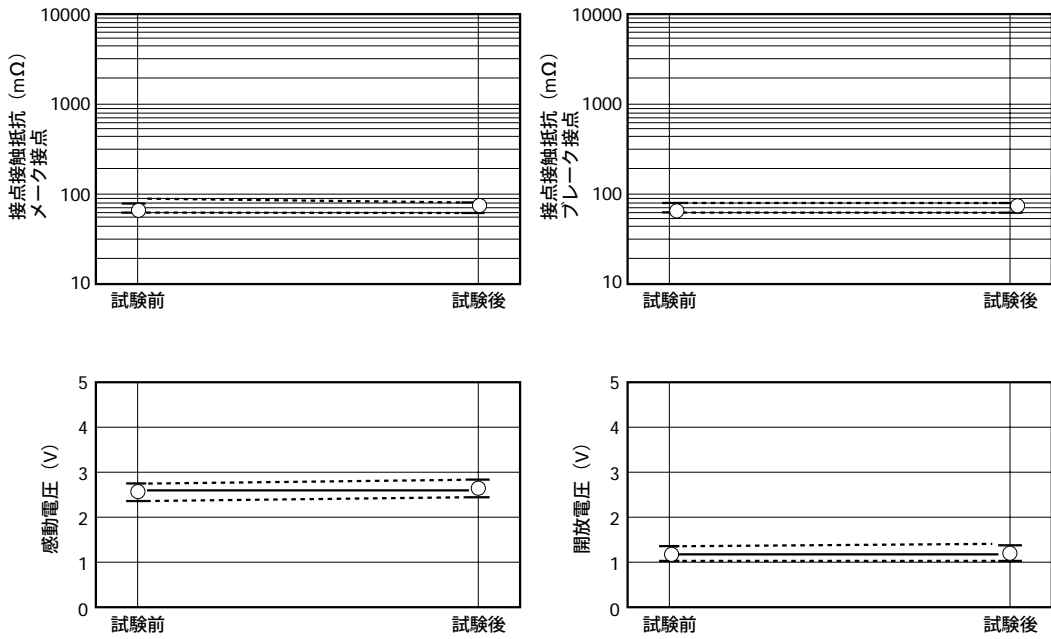 接点接触抵抗（mΩ）
メーク接点
10000
1000
100
10
試験前
試験後
接点接触抵抗（mΩ）
ブレーク接点
10000
1000
100
10
試験前
試験後
感動電圧（V）
5
4
3
2
1
0
試験前
試験後
開放電圧（V）
5
4
3
2
1
0
試験前
試験後